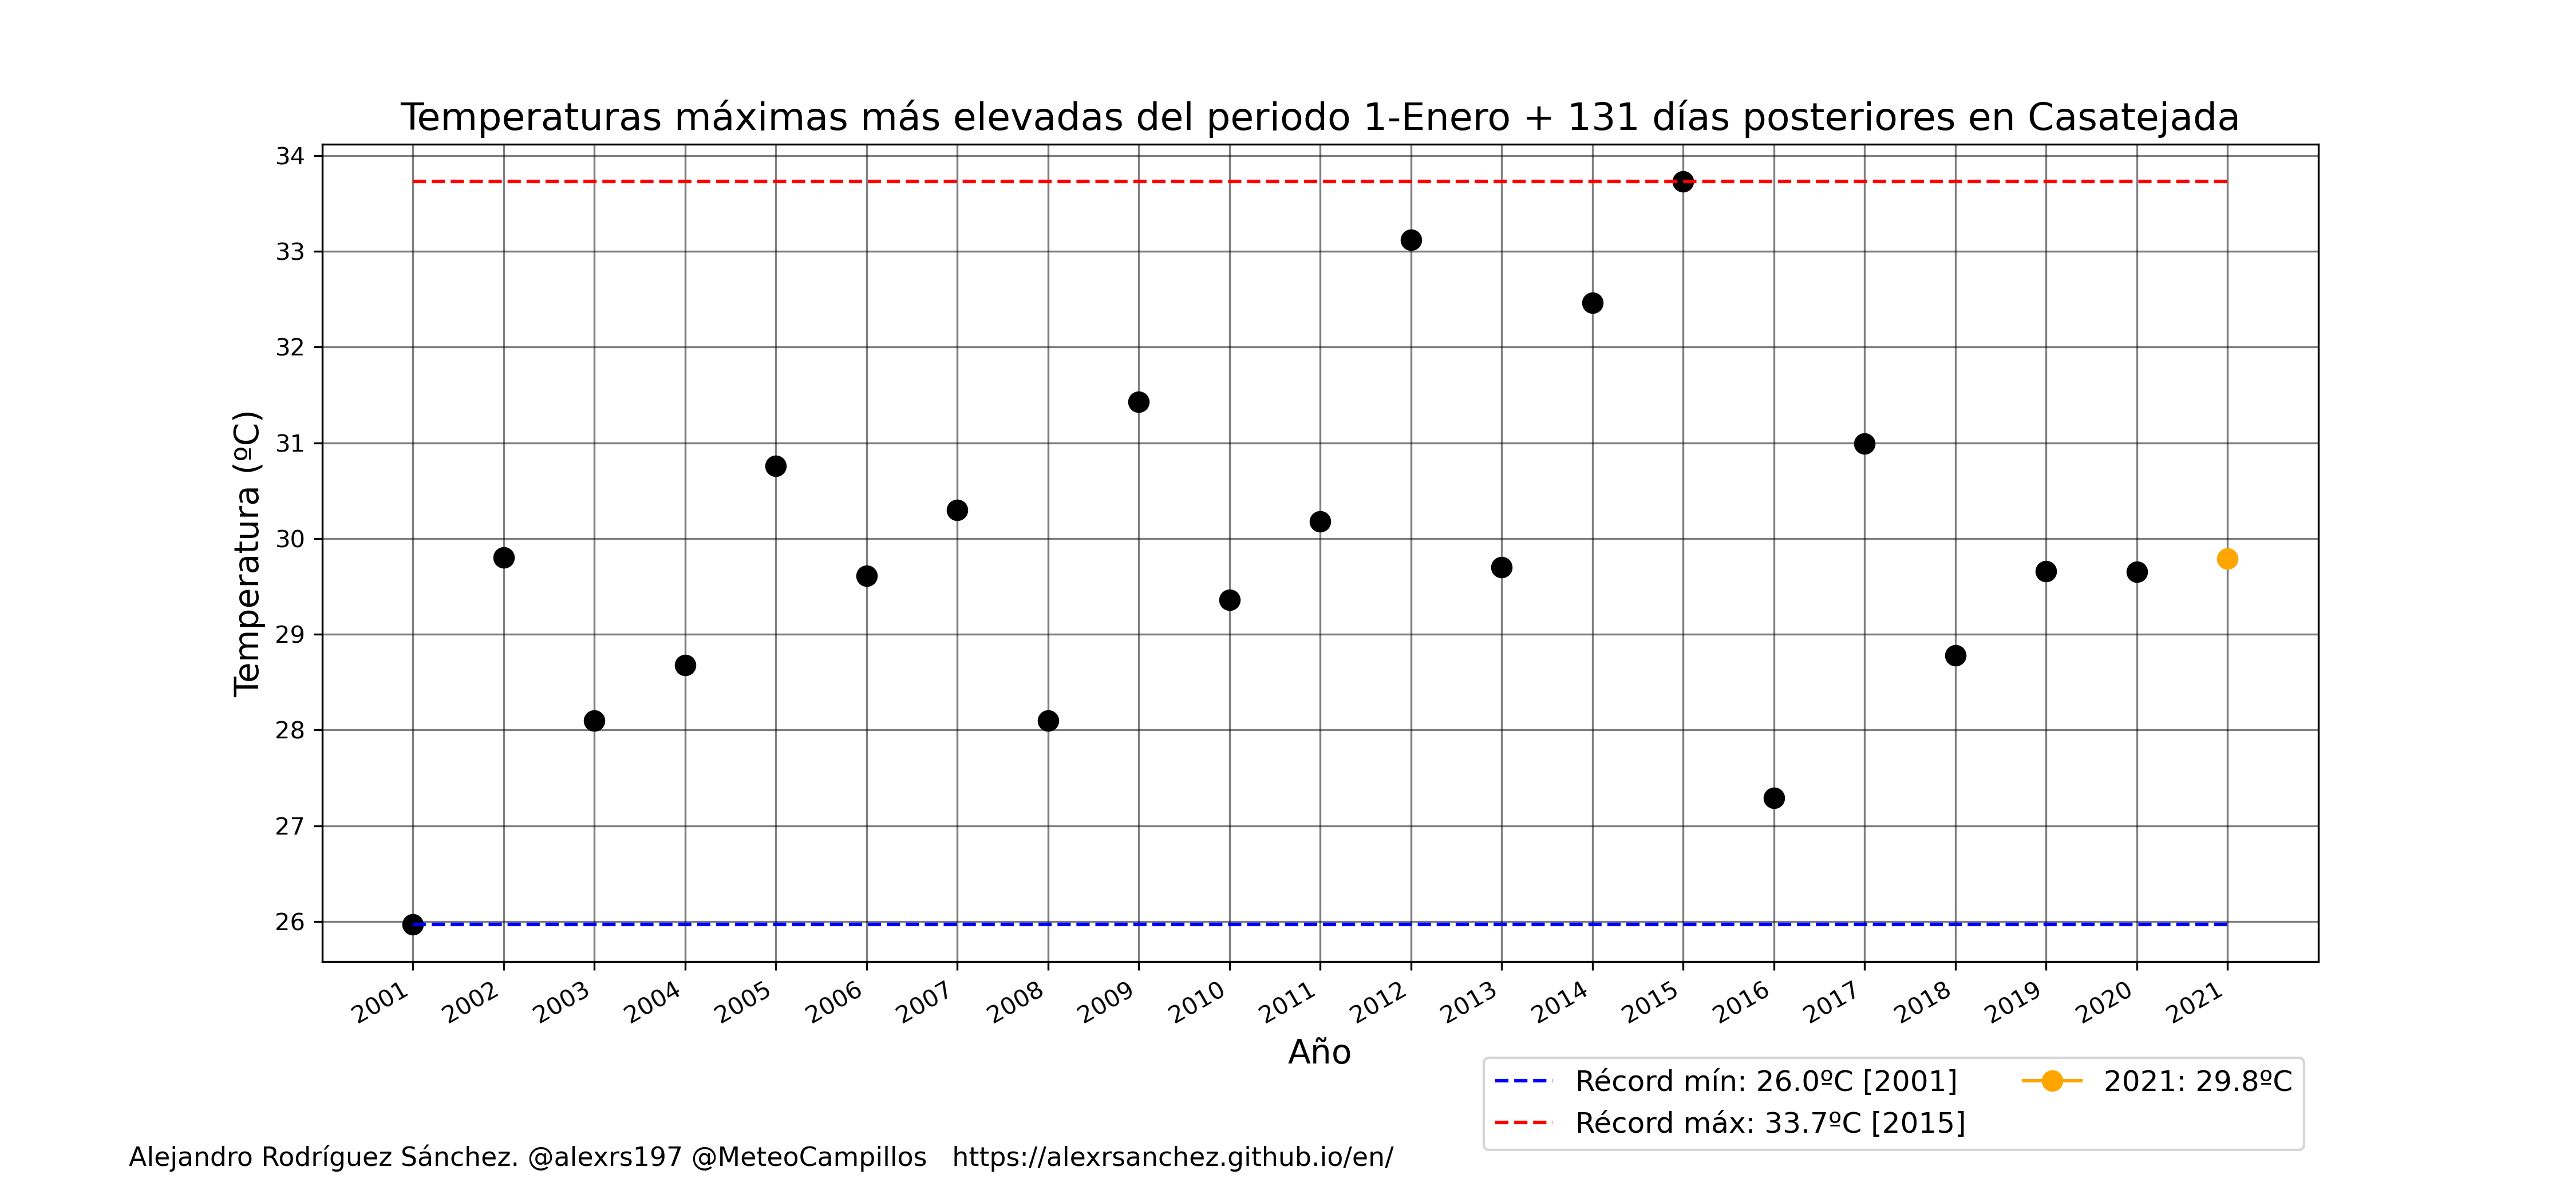 Temperaturas máximas más elevadas del periodo 1-Enero + 131 días posteriores en Casatejada
Temperatura (ºC)
34
33
32
31
30
29
28
27
26
2001 2002 2003 2004 2005 2006 2007 2008 2009 2010 2011 2012 2013 2014 2015 2016 2017 2018 2019 2020 2021
Año
Récord mín: 26.0ºC [2001]
Récord máx: 33.7ºC [2015]
2021: 29.8ºC
Alejandro Rodríguez Sánchez. @alexrs197 @MeteoCampillos https://alexrsanchez.github.io/en/